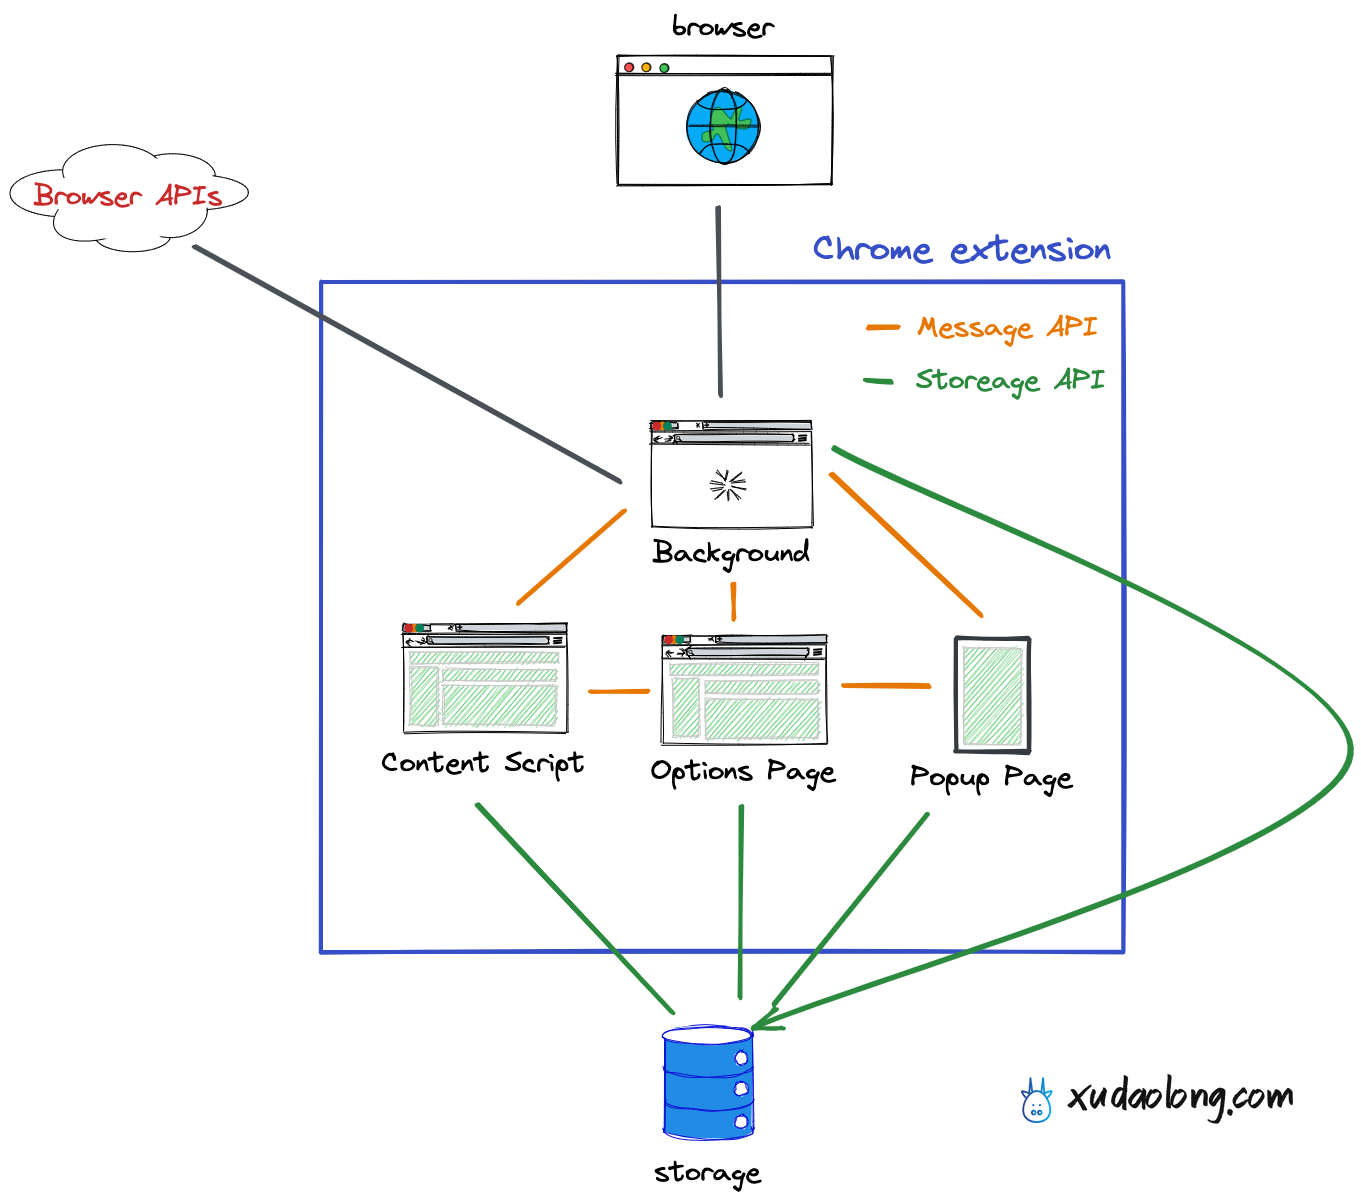 browser
Browser APIs
Chrome extension
Message API
Storeage API
Background
Content Script
Options Page
Popup Page
xudaolong.com
storage